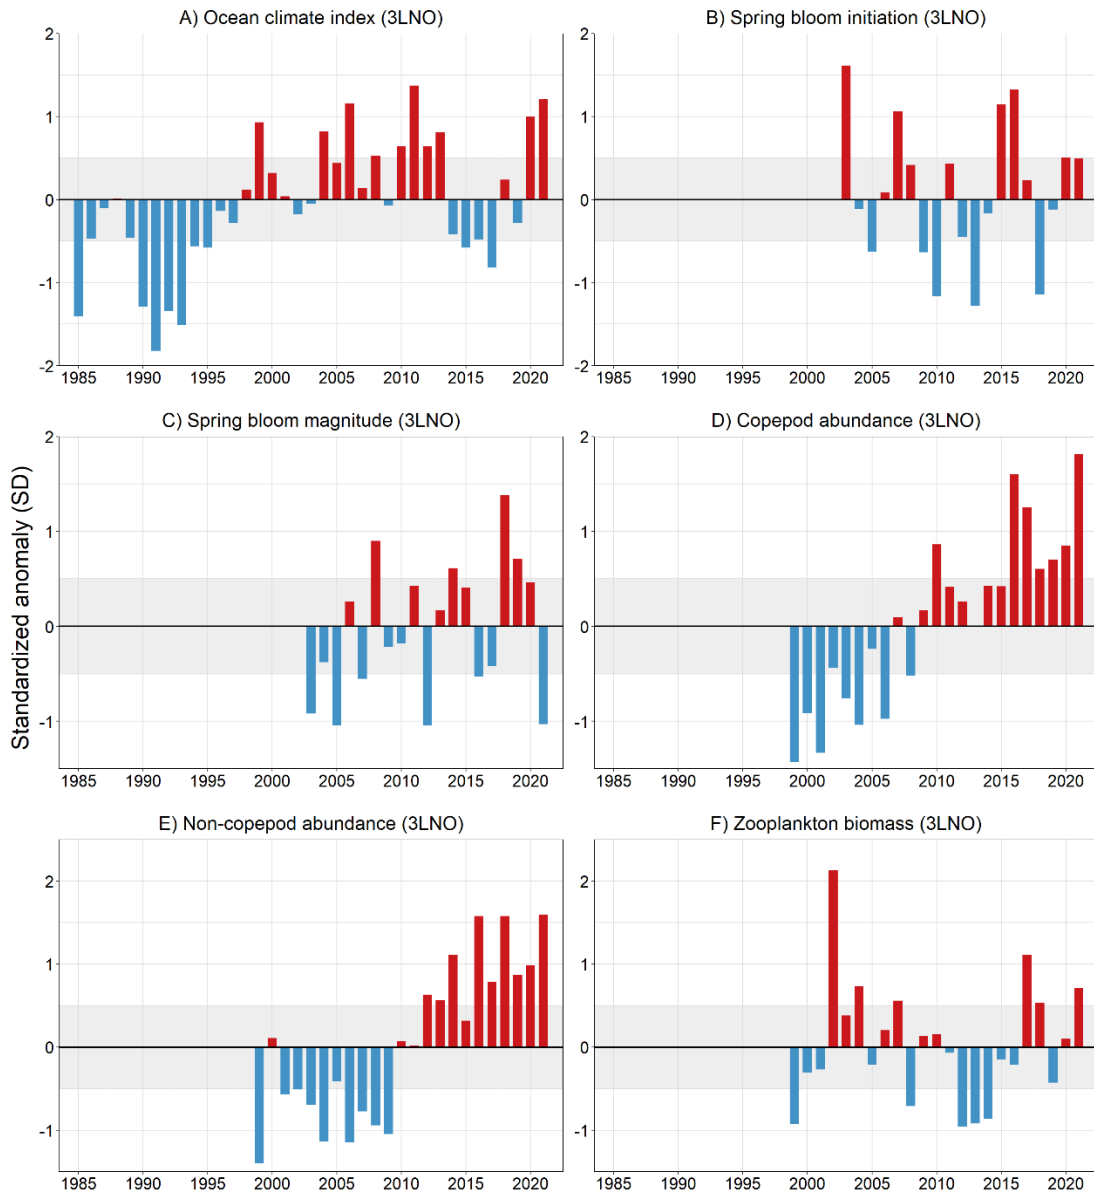 A) Ocean climate index (3LNO)
B) Spring bloom initiation (3LNO)
2
1
0
-1
-2
2
1
0
-1
-2
1985 1990 1995 2000 2005 2010 2015 2020
1985 1990 1995 2000 2005 2010 2015 2020
C) Spring bloom magnitude (3LNO)
D) Copepod abundance (3LNO)
Standardized anomaly (SD)
2
1
0
-1
2
1
0
-1
1985 1990 1995 2000 2005 2010 2015 2020
1985 1990 1995 2000 2005 2010 2015 2020
E) Non-copepod abundance (3LNO)
F) Zooplankton biomass (3LNO)
2
1
0
-1
2
1
0
-1
1985 1990 1995 2000 2005 2010 2015 2020
1985 1990 1995 2000 2005 2010 2015 2020